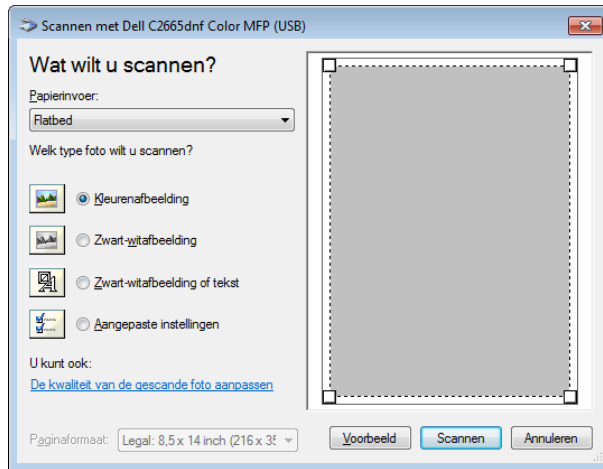 Scannen met Dell C2665dnf Color MFP (USB)
Wat wilt u scannen?
Papierinvoer:
Flatbed
Welk type foto wilt u scannen?
Kleurenafbeelding
Zwart-witafbeelding
Zwart-witafbeelding of tekst
Aangepaste instellingen
U kunt ook:
De kwaliteit van de gescande foto aanpassen
Paginaformaat: Legal: 8,5 x 14 inch (216 x 35
Voorbeeld Scannen Annuleren